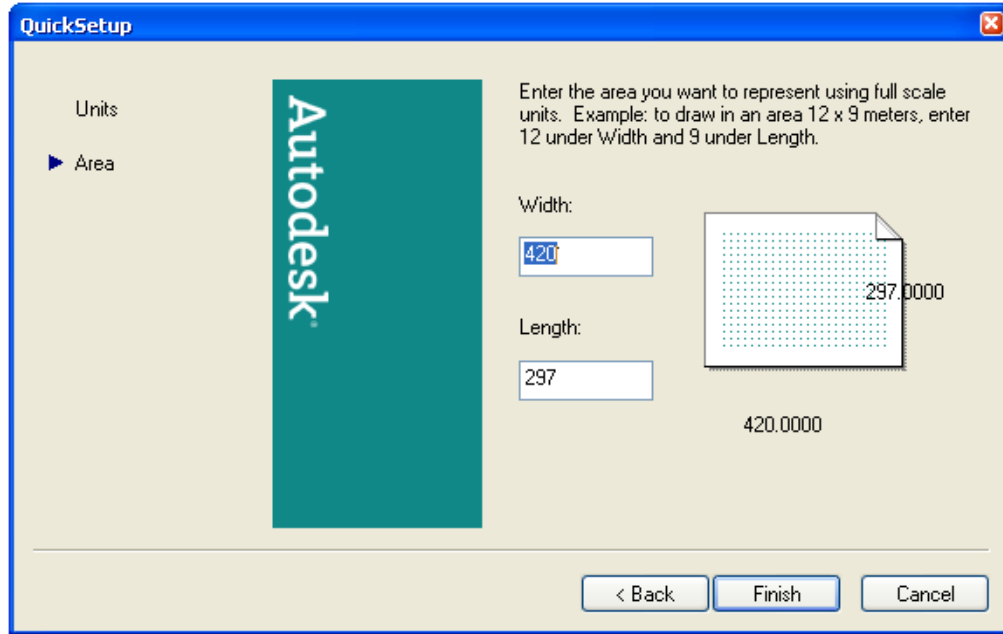 QuickSetup
Units
Area
Autodesk
Enter the area you want to represent using full scale
units. Example: to draw in an area 12 x 9 meters, enter
12 under Width and 9 under Length.
Width:
420
297.0000
Length:
297
420.0000
< Back
Finish
Cancel